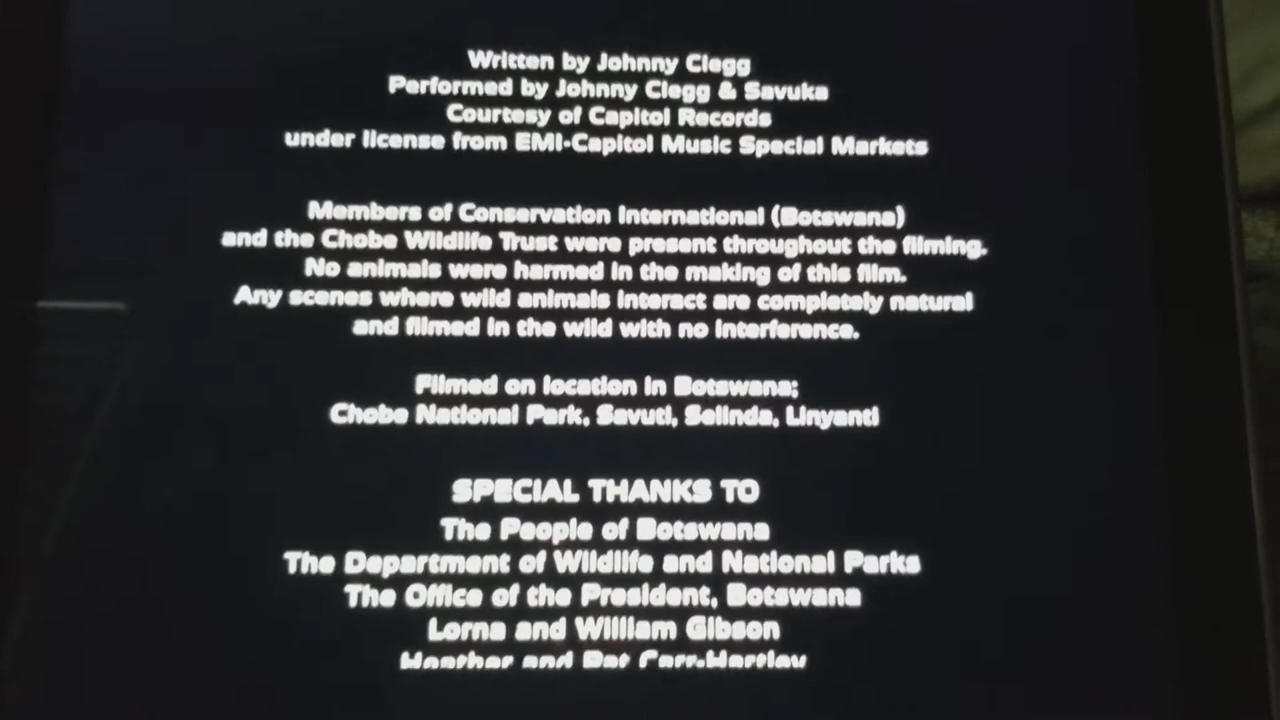 Written by Johnny Clegg
Performed by Johnny Clegg & Savuka
Courtesy of Capitol Records
under license from EMI-Capitol Music Special Markets
Members of Conservation International (Botswana)
and the Chobe Wildlife Trust were present throughout the filming.
No animals were harmed in the making of this film.
Any scenes where wild animals interact are completely natural
and filmed in the wild with no interference.
Filmed on location in Botswana;
Chobe National Park, Savuti, Selinda, Linyanti
SPECIAL THANKS TO
The People of Botswana
The Department of Wildlife and National Parks
The Office of the President, Botswana
Lorna and William Gibson
Heather and Pat Carr-Hartley